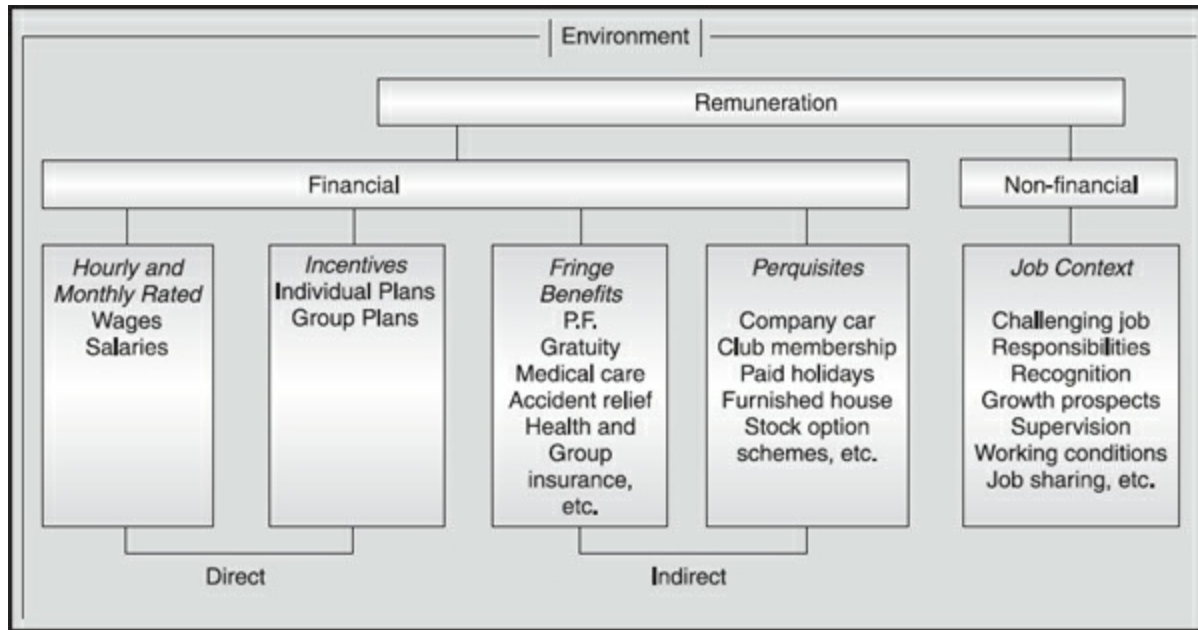 Environment
Remuneration
Financial
Non-financial
Hourly and
Monthly Rated
Wages
Salaries
Incentives
Individual Plans
Group Plans
Fringe
Benefits
P.F.
Gratuity
Medical care
Accident relief
Health and
Group
insurance,
etc.
Perquisites
Company car
Club membership
Paid holidays
Furnished house
Stock option
schemes, etc.
Job Context
Challenging job
Responsibilities
Recognition
Growth prospects
Supervision
Working conditions
Job sharing, etc.
Direct
Indirect